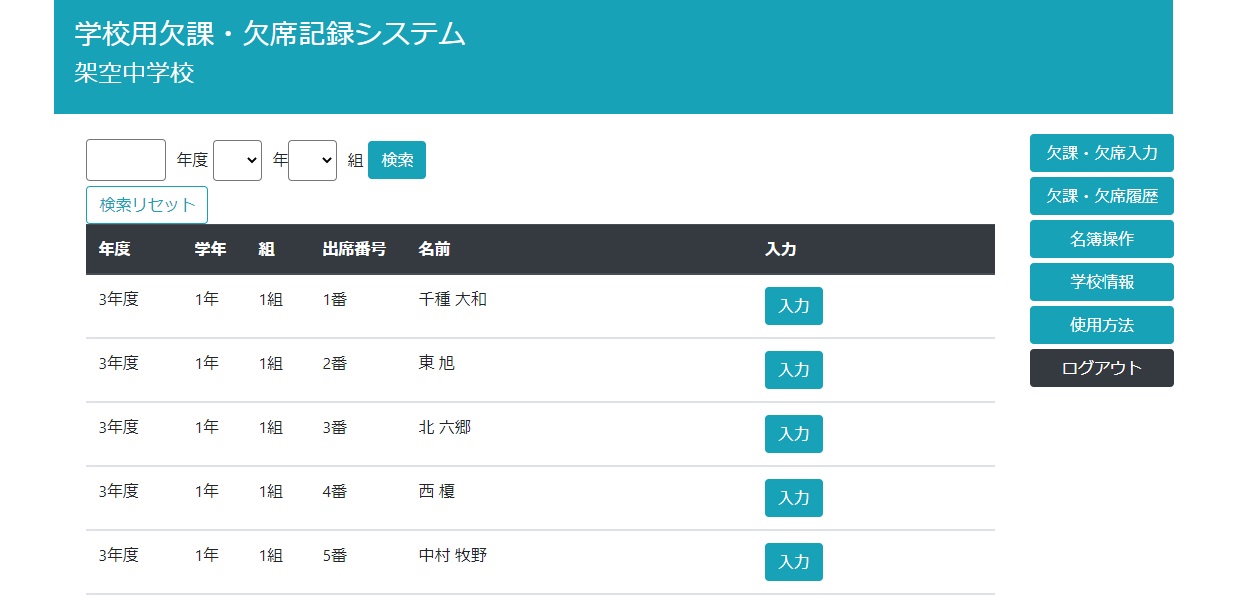 学校用欠課・欠席記録システム
架空中学校
年度 年 組 検索
検索リセット
欠課・欠席入力
欠課・欠席履歴
名簿操作
学校情報
使用方法
ログアウト
年度 学年 組 出席番号 名前 入力
3年度 1年 1組 1番 千種 大和 入力
3年度 1年 1組 2番 東 旭 入力
3年度 1年 1組 3番 北 六郷 入力
3年度 1年 1組 4番 西 榎 入力
3年度 1年 1組 5番 中村 牧野 入力